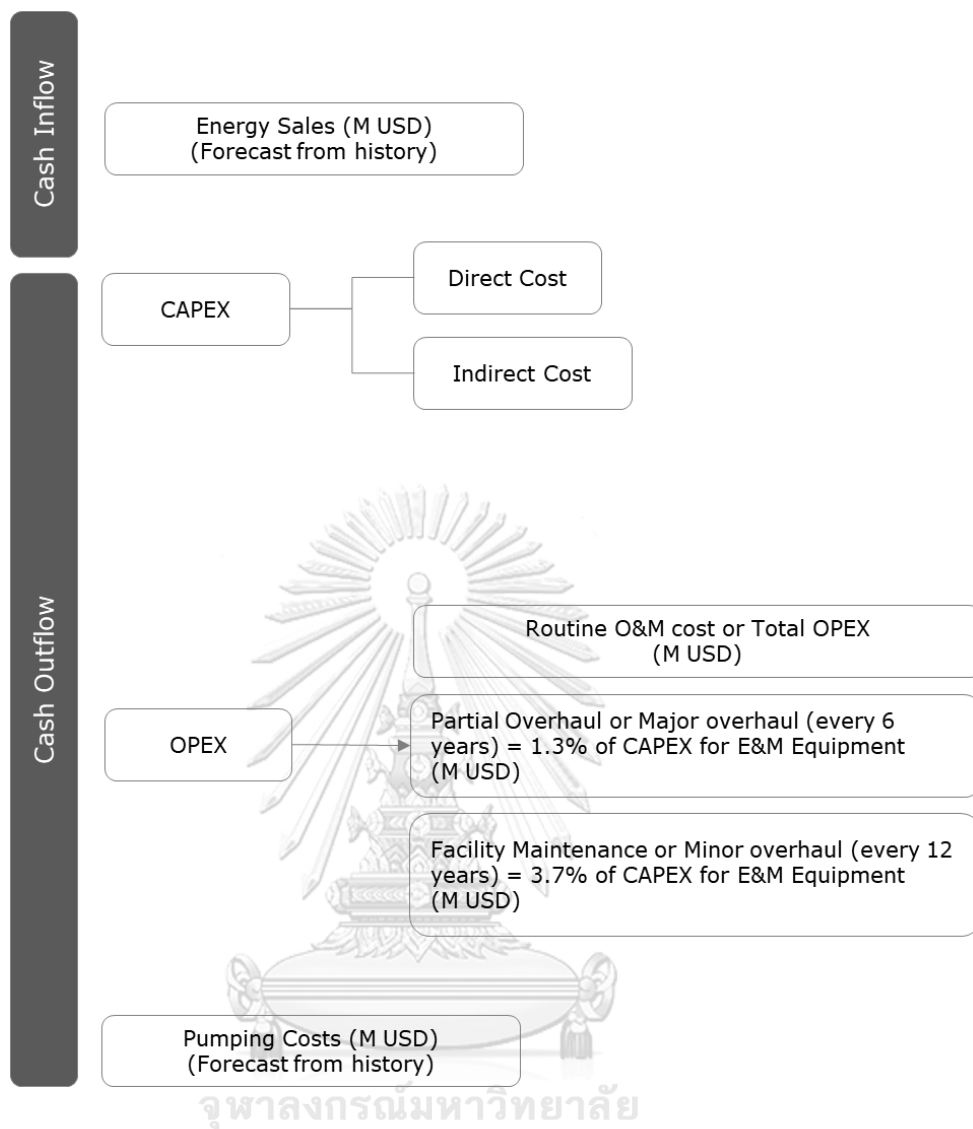 Cash Inflow
Energy Sales (M USD)
(Forecast from history)
Cash Outflow
CAPEX
Direct Cost
Indirect Cost
OPEX
Routine O&M cost or Total OPEX
(M USD)
Partial Overhaul or Major overhaul (every 6
years) = 1.3% of CAPEX for E&M Equipment
(M USD)
Facility Maintenance or Minor overhaul (every 12
years) = 3.7% of CAPEX for E&M Equipment
(M USD)
Pumping Costs (M USD)
(Forecast from history)
จุฬาลงกรณ์มหาวิทยาลัย